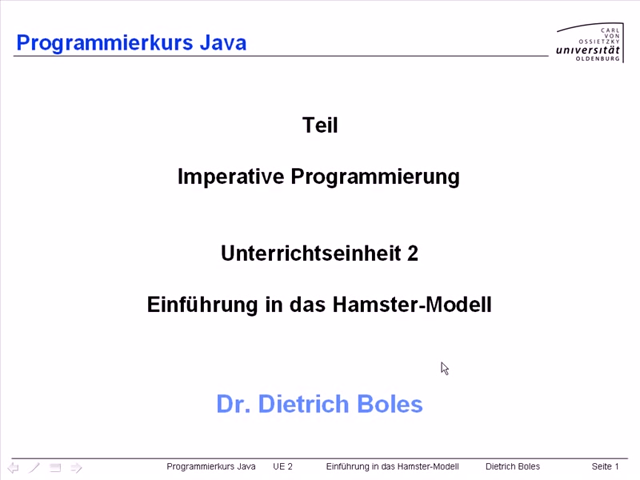 Programmierkurs Java
CARL
VON
OSSIETZKY
universität
OLDENBURG
Teil
Imperative Programmierung
Unterrichtseinheit 2
Einführung in das Hamster-Modell
Dr. Dietrich Boles
Programmierkurs Java UE 2 Einführung in das Hamster-Modell Dietrich Boles Seite 1